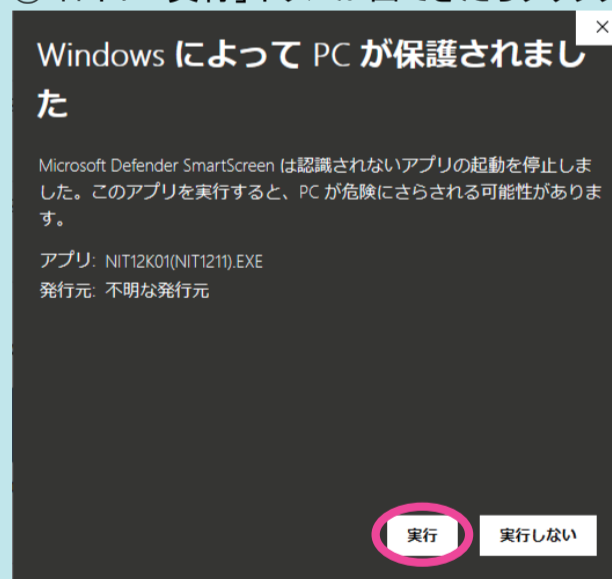 Windows によって PC が保護されまし
た
Microsoft Defender SmartScreen は認識されないアプリの起動を停止しま
した。このアプリを実行すると、PC が危険にさらされる可能性がありま
す。
アプリ: NIT12K01(NIT1211).EXE
発行元: 不明な発行元
実行 実行しない